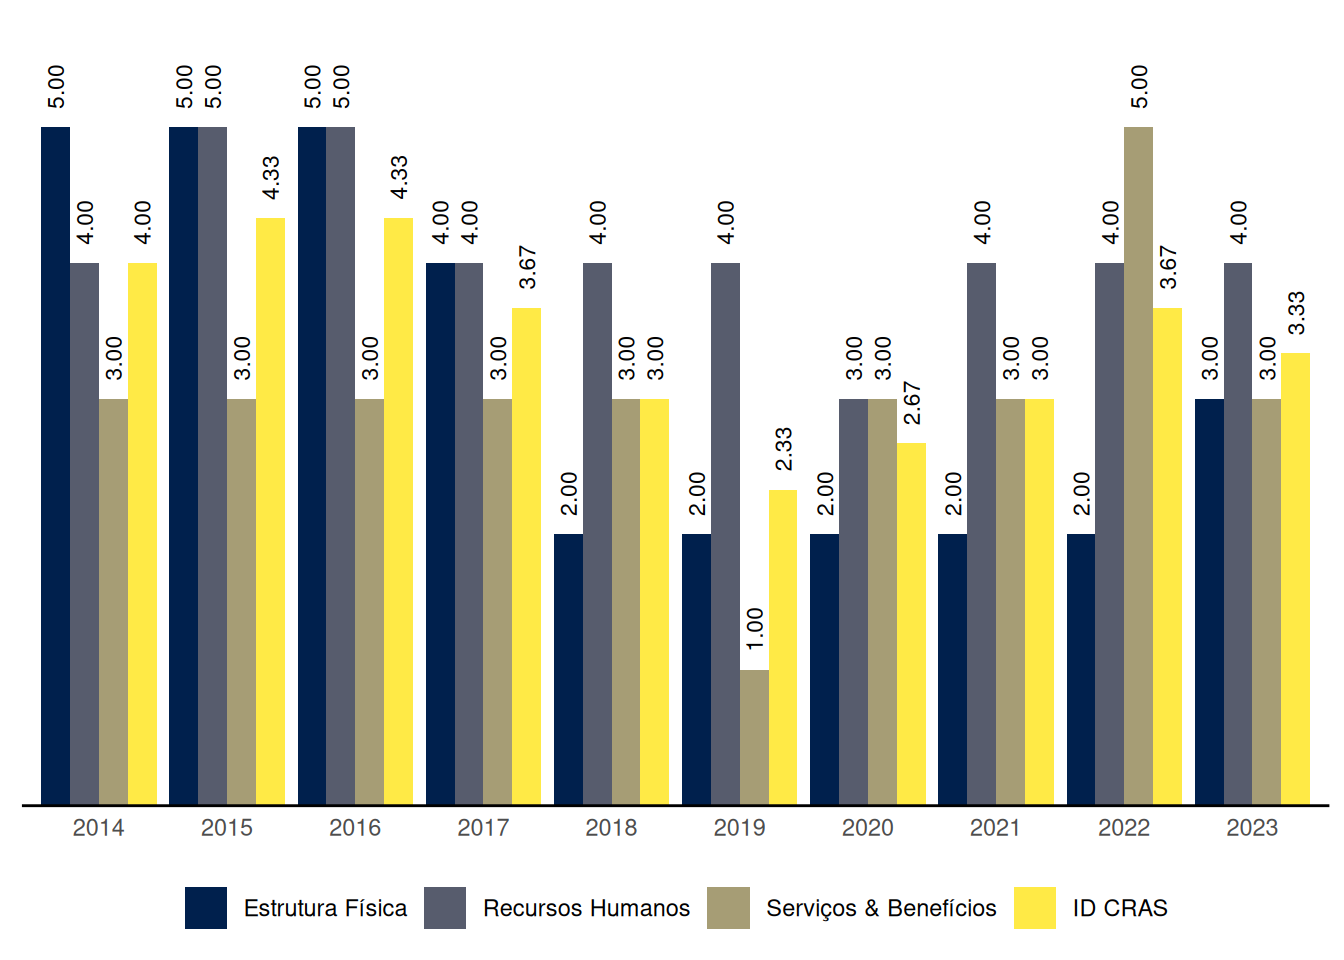 5.00 4.00 3.00 4.00
5.00 5.00 3.00 4.33
5.00 5.00 3.00 4.33
4.00 4.00 3.00 3.67
2.00 4.00 3.00 3.00
2.00 4.00 1.00 2.33
2.00 3.00 3.00 2.67
2.00 4.00 3.00 3.00
2.00 4.00 5.00 3.67
3.00 4.00 3.00 3.33
2014 2015 2016 2017 2018 2019 2020 2021 2022 2023
Estrutura Física Recursos Humanos Serviços & Benefícios ID CRAS